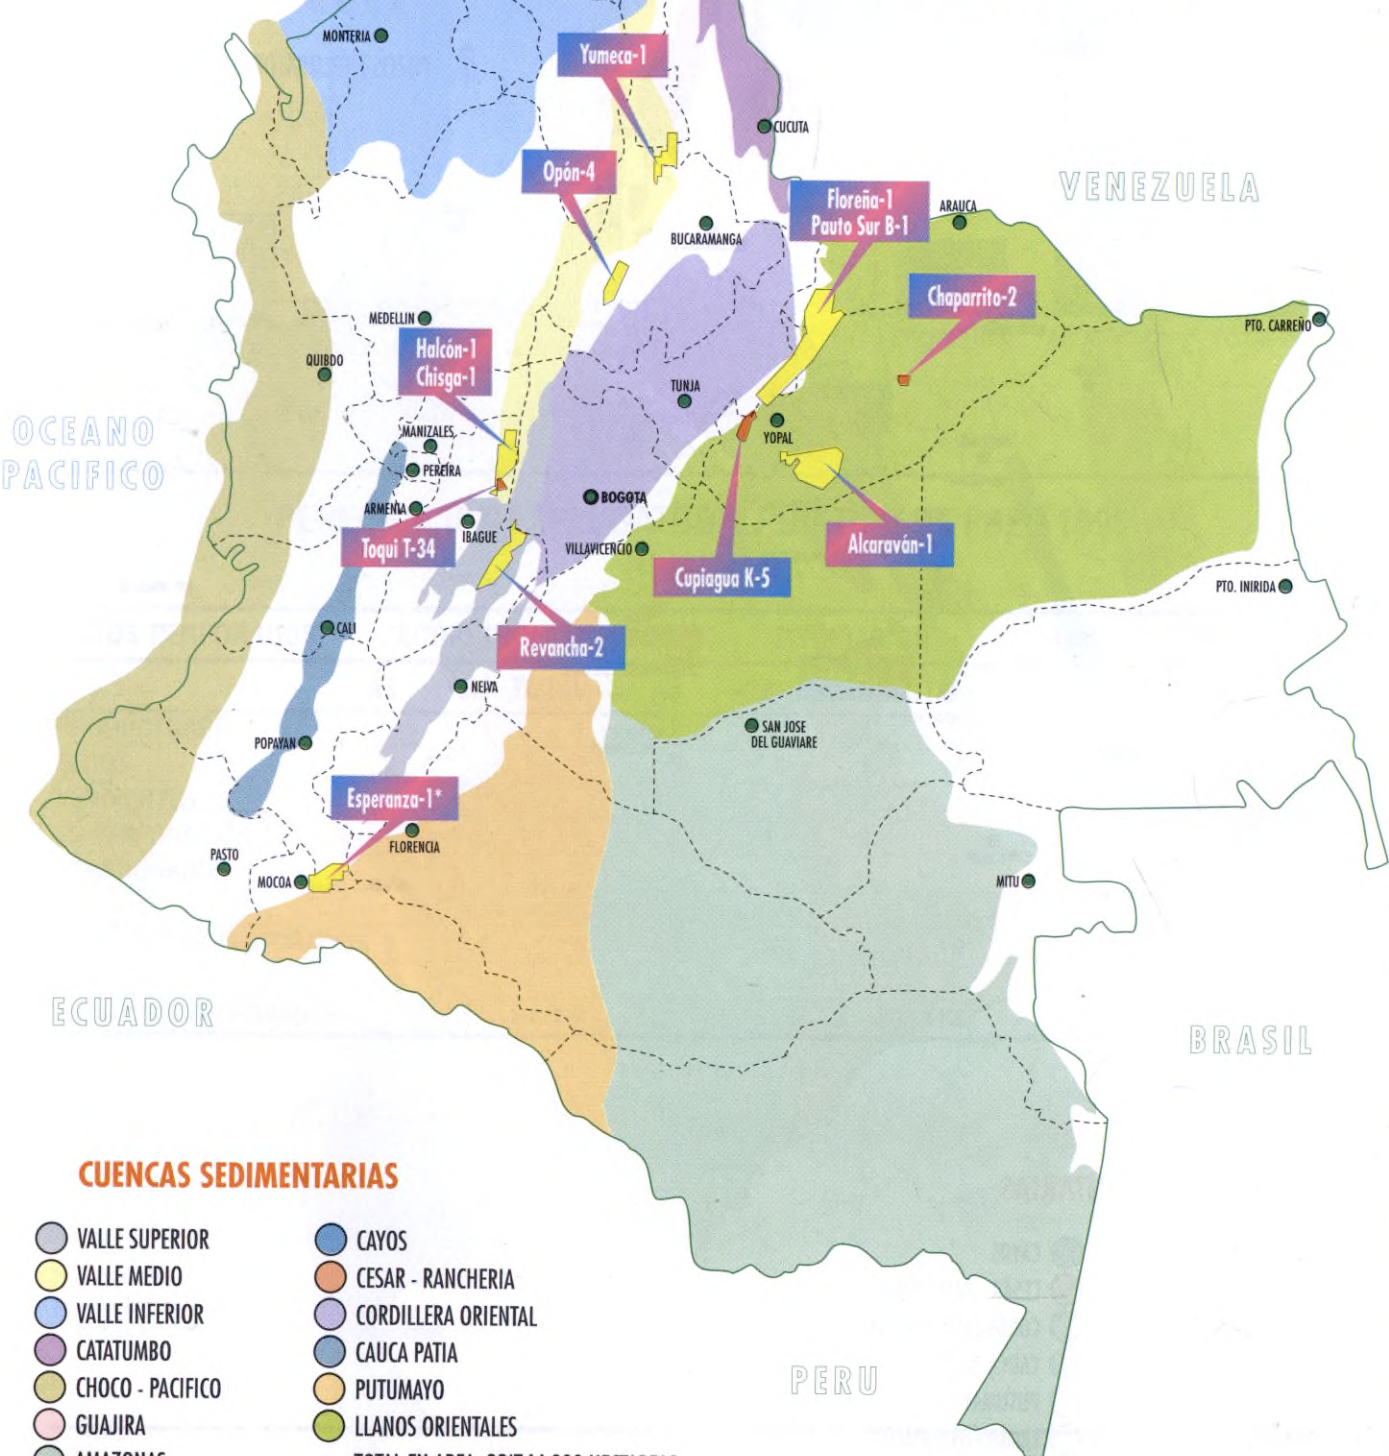 MONTERIA
Yumeca-1
CUCUTA
Opón-4
VENEZUELA
Floreña-1
Pauto Sur B-1
ARAUCA
BUCARAMANGA
Chaparrito-2
MEDELLIN
PTO. CARREÑO
Halcón-1
Chisga-1
QUIBDO
TUNJA
OCEANO
PACIFICO
MANIZALES
YOPAL
PEREIRA
BOGOTA
ARMENIA
IBAGUE
Toqui T-34
VILLAVICENCIO
Alcaraván-1
Cupiagua K-5
PTO. INIRIDA
CALI
Revancha-2
NEIVA
POPAYAN
SAN JOSE
DEL GUAVIARE
Esperanza-1*
FLORENCIA
PASTO
MOCOA
MITU
ECUADOR
BRASIL
CUENCAS SEDIMENTARIAS
VALLE SUPERIOR
VALLE MEDIO
VALLE INFERIOR
CATATUMBO
CHOCO - PACIFICO
GUAJIRA
AMAZONAS
CAYOS
CESAR - RANCHERIA
CORDILLERA ORIENTAL
CAUCA PATIA
PUTUMAYO
LLANOS ORIENTALES
PERU